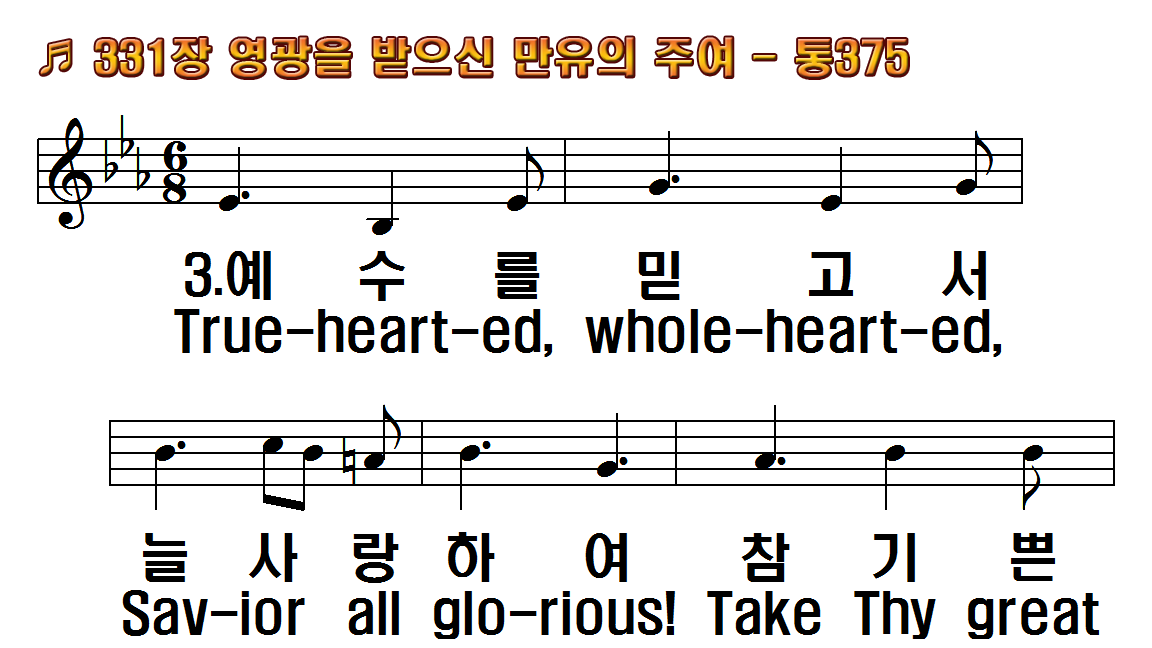 ♬ 331장 영광을 받으신 만유의 주여 - 통375
6
8
3.예 수 를 믿 고 서
True-heart-ed, whole-heart-ed,
늘 사 랑 하 여 참 기 쁜
Sav-ior all glo-rious! Take Thy great